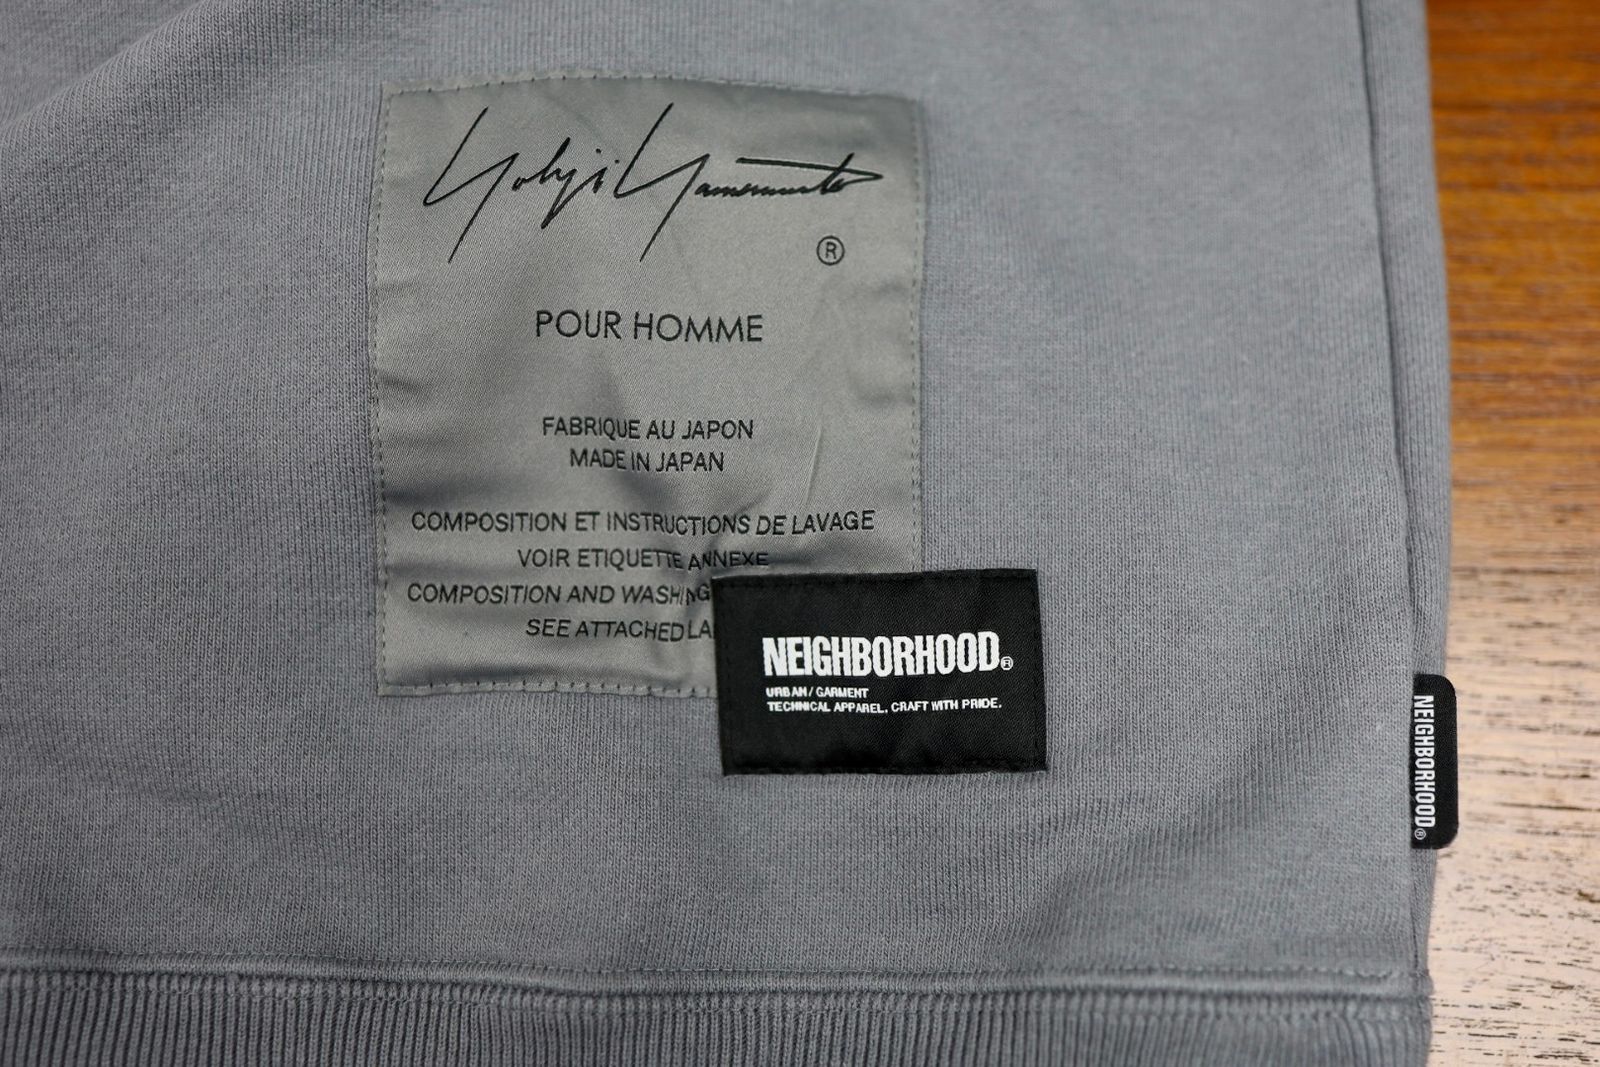 Yohji Yamamoto
®
POUR HOMME
FABRIQUE AU JAPON
MADE IN JAPAN
COMPOSITION ET INSTRUCTIONS DE LAVAGE
VOIR ETIQUETTE ANNEXE
COMPOSITION AND WASHING
SEE ATTACHED
NEIGHBORHOOD®
URBAN / GARMENT
TECHNICAL APPAREL, CRAFT WITH PRIDE.
NEIGHBORHOOD®